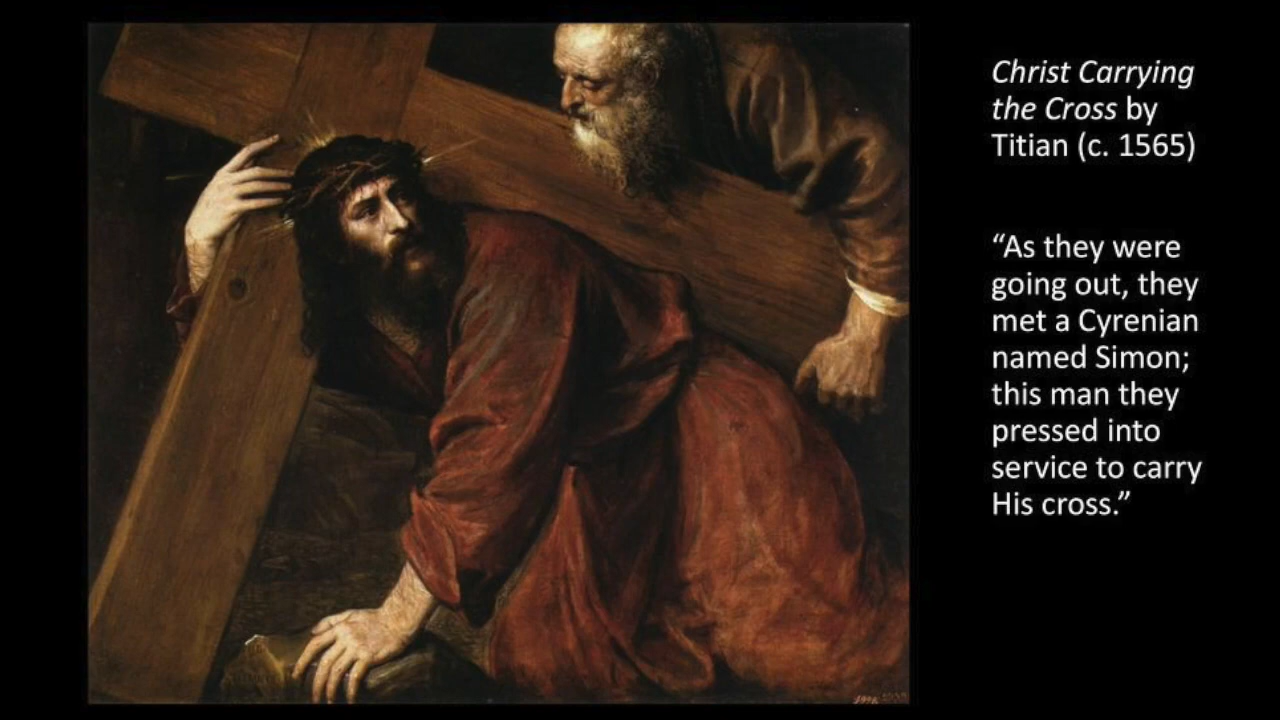 Christ Carrying
the Cross by
Titian (c. 1565)
“As they were
going out, they
met a Cyrenian
named Simon;
this man they
pressed into
service to carry
His cross.”